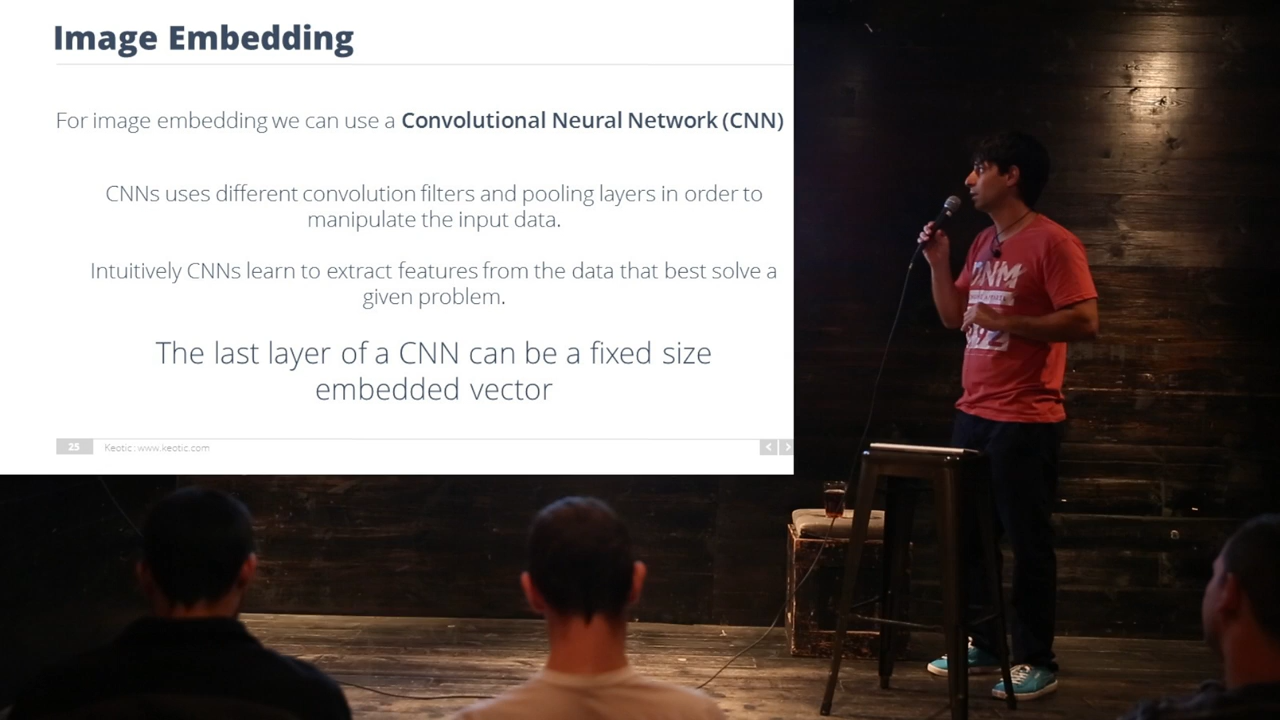 Image Embedding
For image embedding we can use a Convolutional Neural Network (CNN)
CNNs uses different convolution filters and pooling layers in order to
manipulate the input data.
Intuitively CNNs learn to extract features from the data that best solve a
given problem.
The last layer of a CNN can be a fixed size
embedded vector
25
Keotic : www.keotic.com